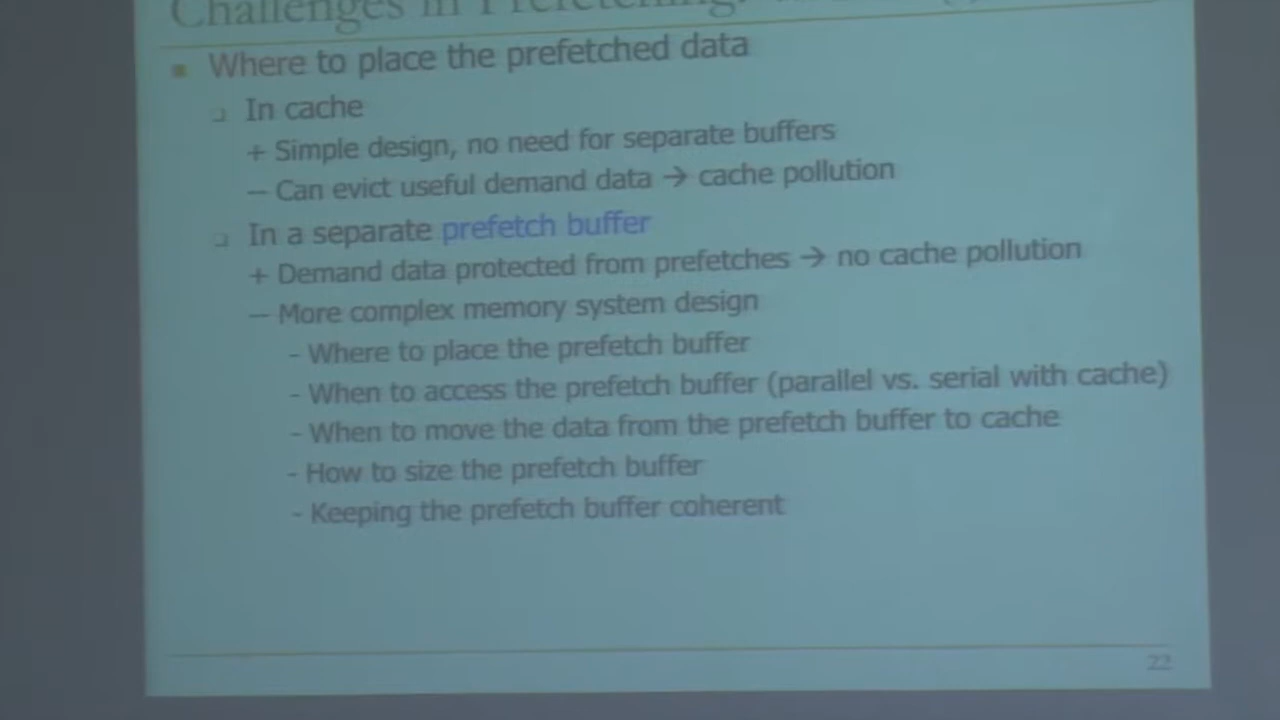 Challenges in Prefetching:
Where to place the prefetched data
In cache
+ Simple design, no need for separate buffers
— Can evict useful demand data → cache pollution
In a separate prefetch buffer
+ Demand data protected from prefetches → no cache pollution
— More complex memory system design
- Where to place the prefetch buffer
- When to access the prefetch buffer (parallel vs. serial with cache)
- When to move the data from the prefetch buffer to cache
- How to size the prefetch buffer
- Keeping the prefetch buffer coherent
22